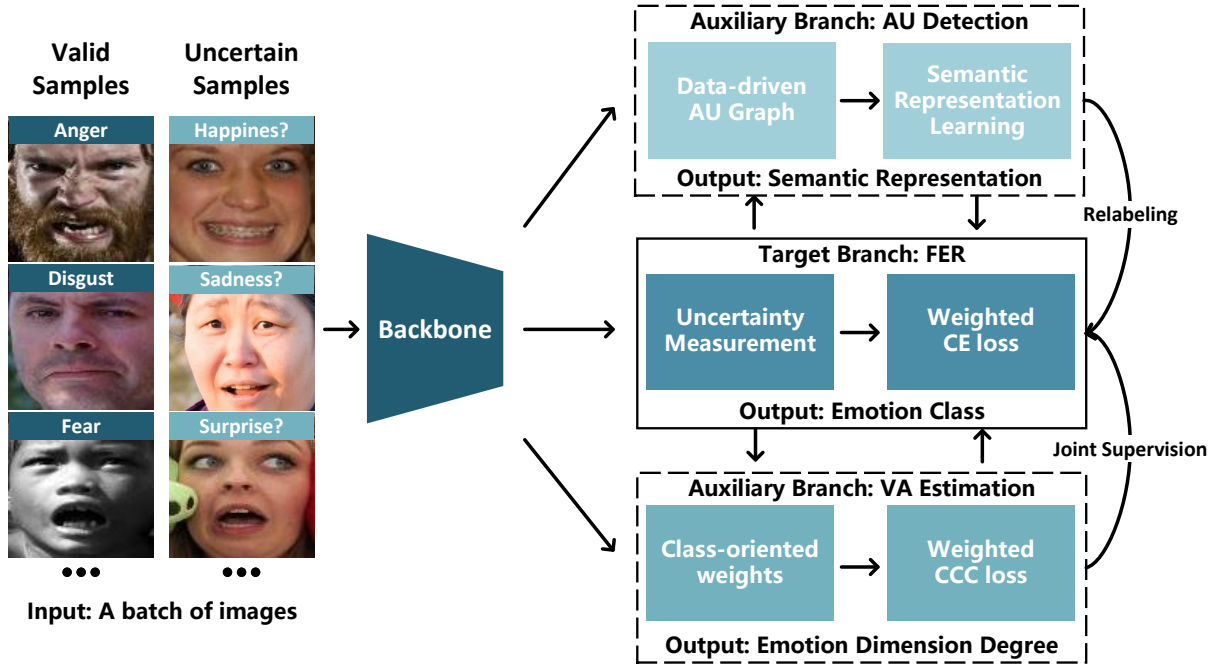 Valid
Samples
Uncertain
Samples
Anger
Happines?
Disgust
Sadness?
Fear
Surprise?
Input: A batch of images
Backbone
Auxiliary Branch: AU Detection
Data-driven
AU Graph
Semantic
Representation
Learning
Output: Semantic Representation
Relabeling
Target Branch: FER
Uncertainty
Measurement
Weighted
CE loss
Output: Emotion Class
Joint Supervision
Auxiliary Branch: VA Estimation
Class-oriented
weights
Weighted
CCC loss
Output: Emotion Dimension Degree